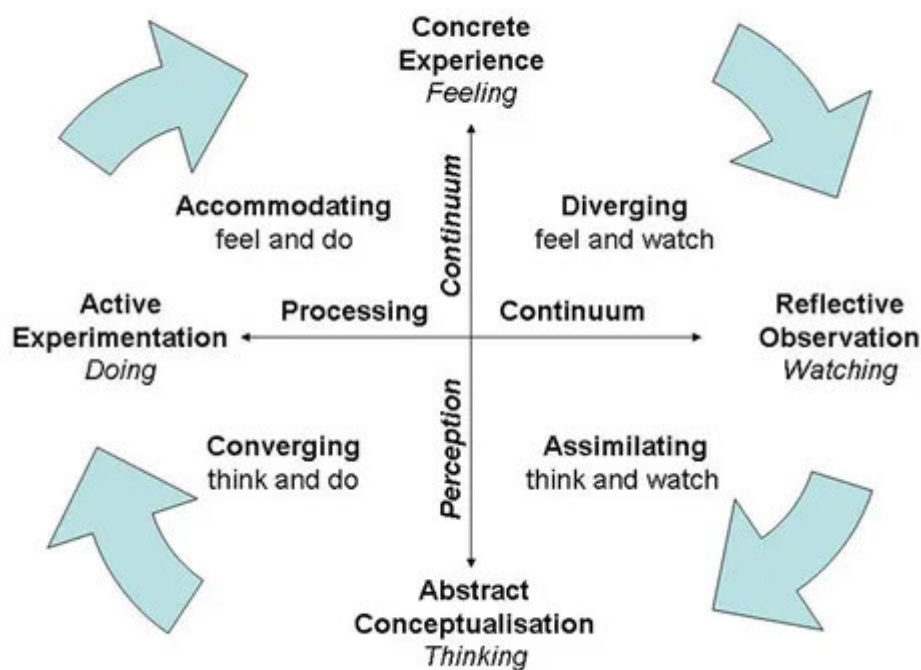 Concrete
Experience
Feeling
Accommodating
feel and do
Continuum
Diverging
feel and watch
Active
Experimentation
Doing
Processing
Continuum
Reflective
Observation
Watching
Converging
think and do
Perception
Assimilating
think and watch
Abstract
Conceptualisation
Thinking